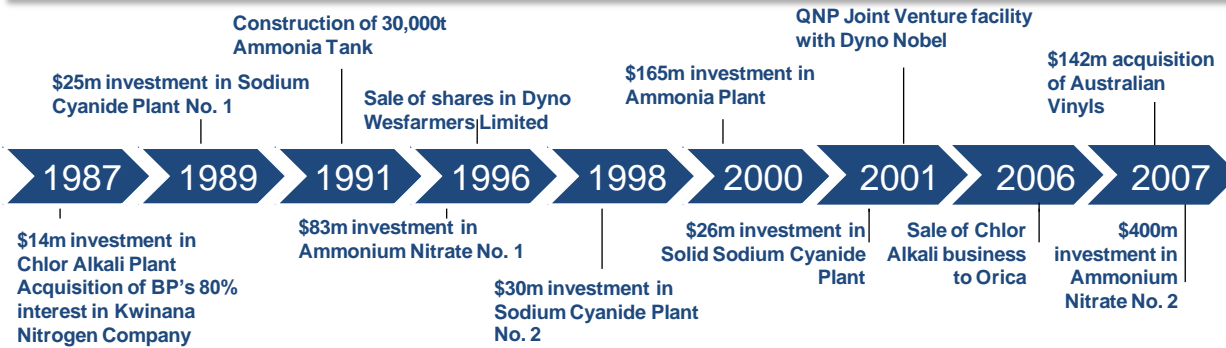 Construction of 30,000t
Ammonia Tank
QNP Joint Venture facility
with Dyno Nobel
$25m investment in Sodium
Cyanide Plant No. 1
Sale of shares in Dyno
Wesfarmers Limited
$165m investment in
Ammonia Plant
$142m acquisition
of Australian
Vinyls
1987
1989
1991
1996
1998
2000
2001
2006
2007
$14m investment in
Chlor Alkali Plant
Acquisition of BP’s 80%
interest in Kwinana
Nitrogen Company
$83m investment in
Ammonium Nitrate No. 1
$30m investment in
Sodium Cyanide Plant
No. 2
$26m investment in
Solid Sodium Cyanide
Plant
Sale of Chlor
Alkali business
to Orica
$400m
investment in
Ammonium
Nitrate No. 2